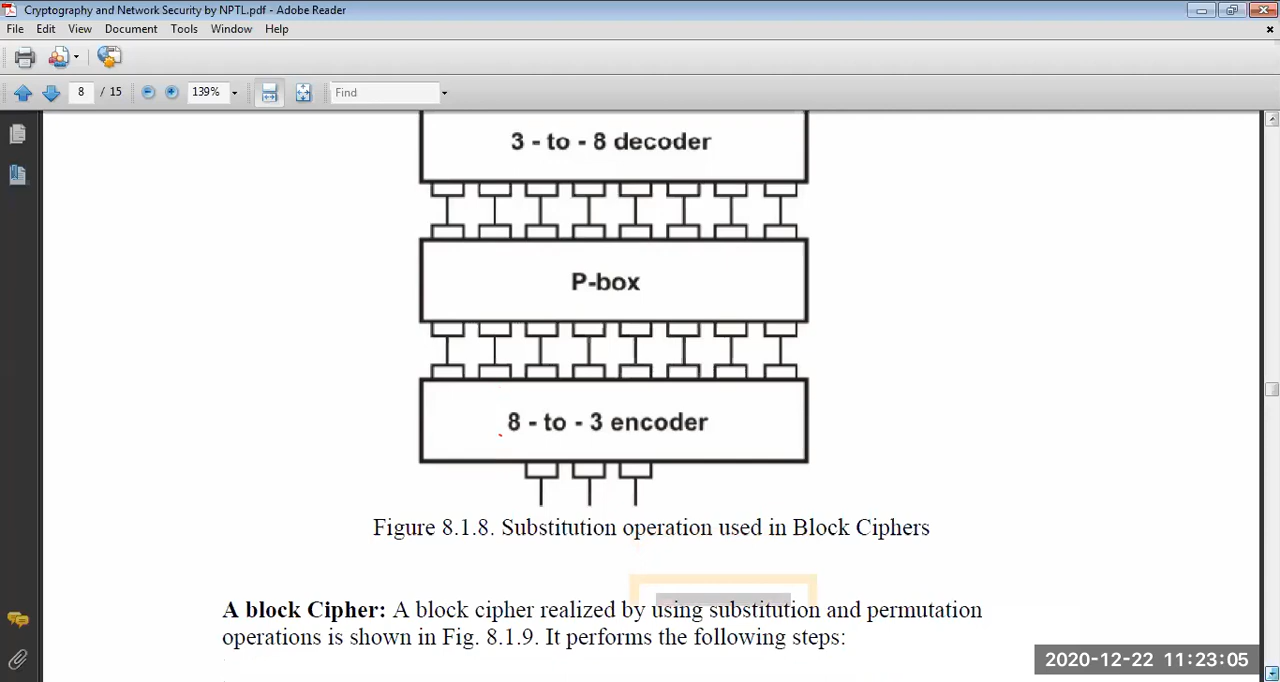 Cryptography and Network Security by NPTL.pdf - Adobe Reader
File Edit View Document Tools Window Help
8 / 15 139% Find
3 - to - 8 decoder
P-box
8 - to - 3 encoder
Figure 8.1.8. Substitution operation used in Block Ciphers
A block Cipher: A block cipher realized by using substitution and permutation
operations is shown in Fig. 8.1.9. It performs the following steps:
2020-12-22 11:23:05